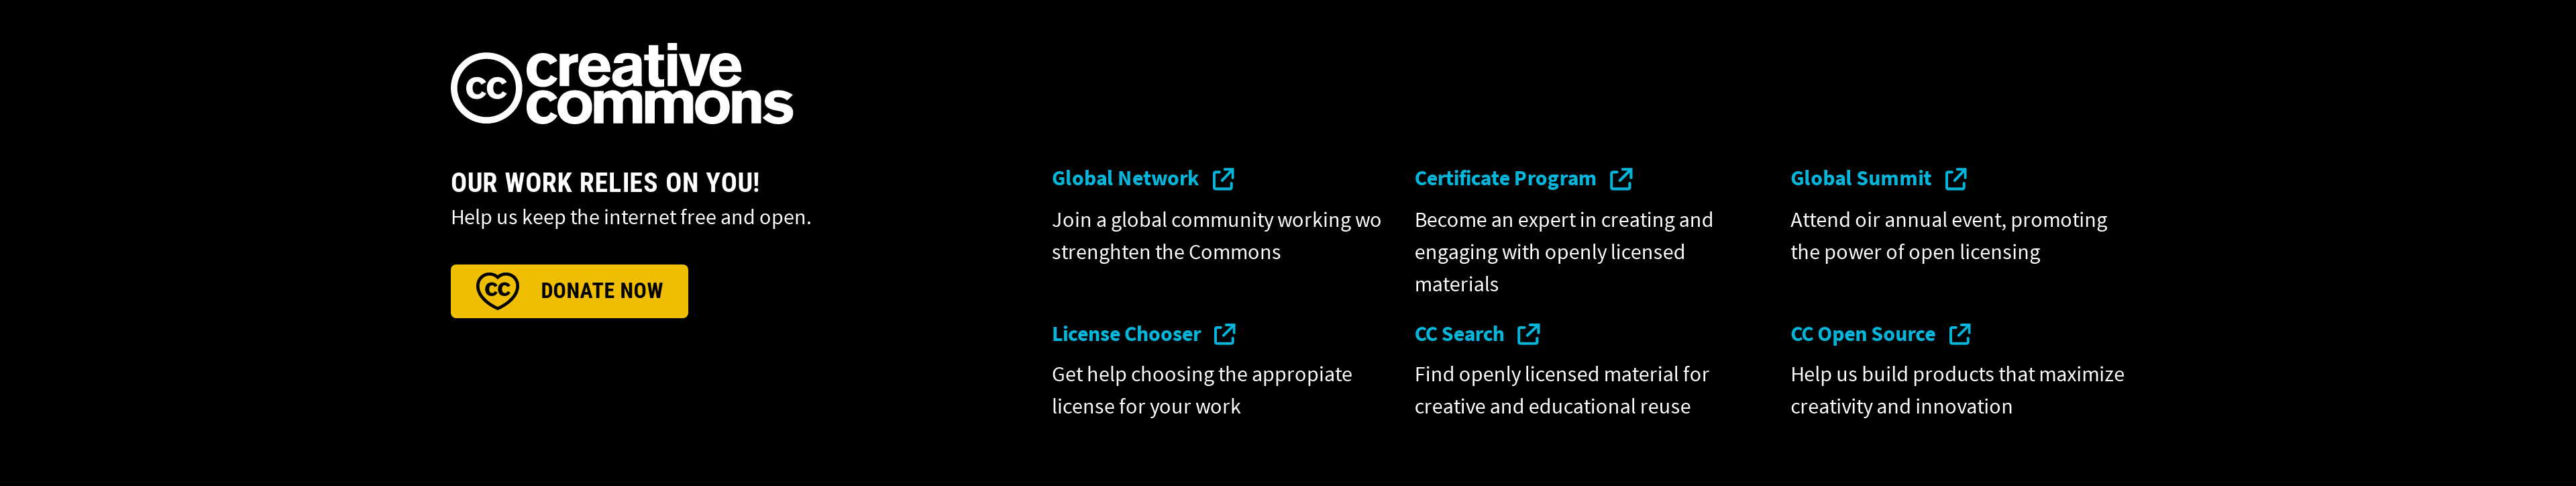 cc creative
commons
OUR WORK RELIES ON YOU!
Help us keep the internet free and open.
CC DONATE NOW
Global Network
Join a global community working wo
strenghten the Commons
Certificate Program
Become an expert in creating and
engaging with openly licensed
materials
Global Summit
Attend oir annual event, promoting
the power of open licensing
License Chooser
Get help choosing the appropiate
license for your work
CC Search
Find openly licensed material for
creative and educational reuse
CC Open Source
Help us build products that maximize
creativity and innovation